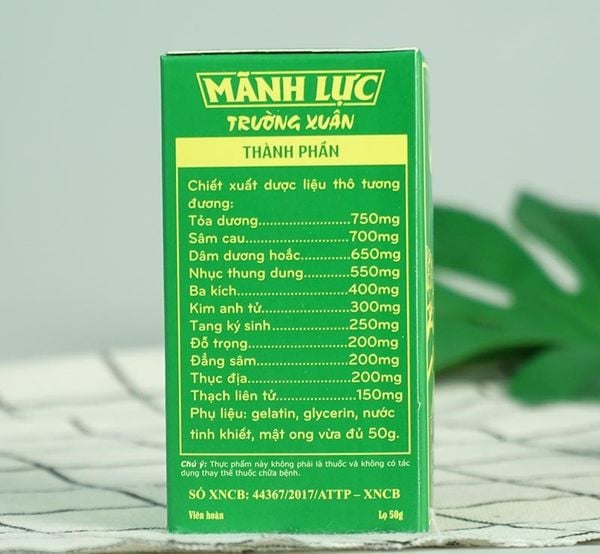 MÃNH LỰC
TRƯỜNG XUÂN
THÀNH PHẦN
Chiết xuất dược liệu thô tương
đương:
Tỏa dương..........................750mg
Sâm cau.............................700mg
Dâm dương hoắc...............650mg
Nhục thung dung..............550mg
Ba kích................................400mg
Kim anh tử.........................300mg
Tang ký sinh.......................250mg
Đỗ trọng.............................200mg
Đẳng sâm...........................200mg
Thục địa..............................200mg
Thạch liên tử.......................150mg
Phụ liệu: gelatin, glycerin, nước
tinh khiết, mật ong vừa đủ 50g.
Chú ý: Thực phẩm này không phải là thuốc và không có tác
dụng thay thế thuốc chữa bệnh.
SỐ XNCB: 44367/2017/ATTP – XNCB
Viên hoàn Lọ 50g